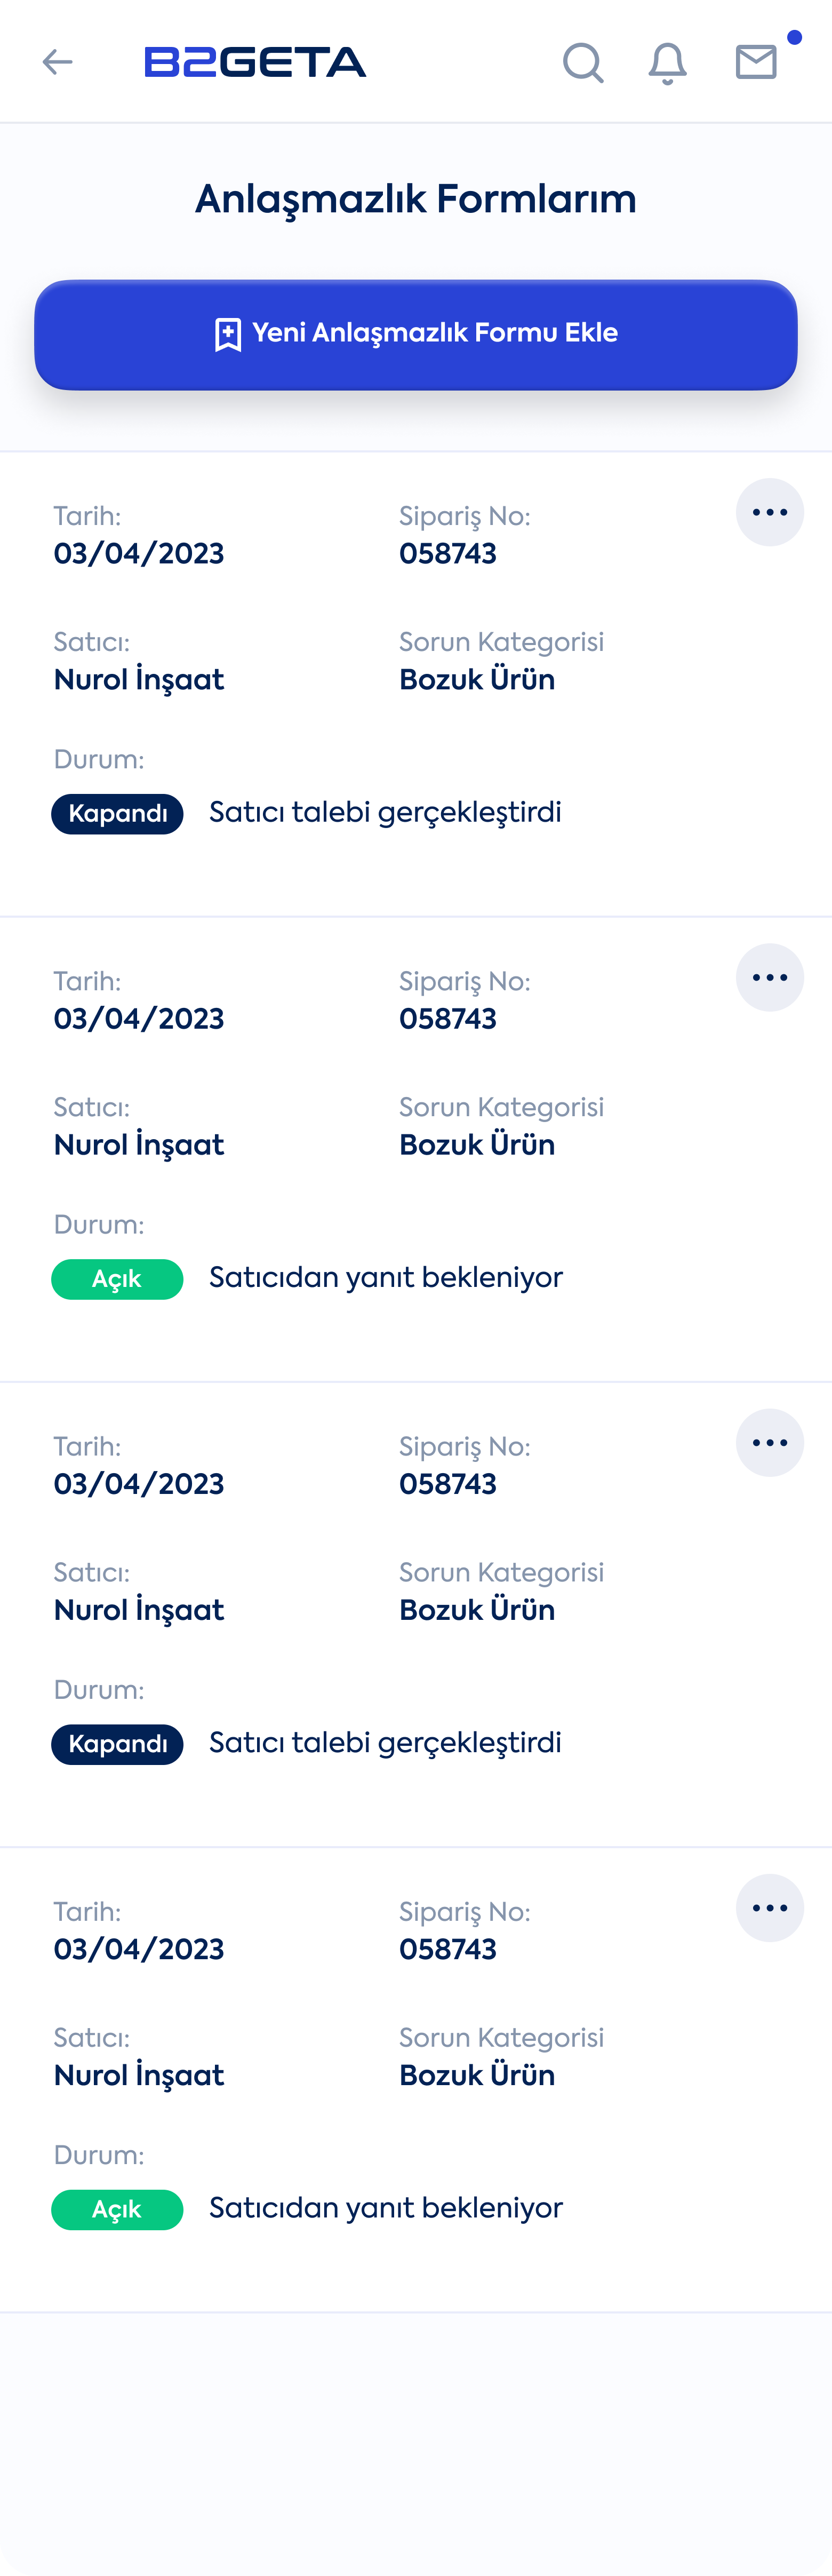 B2GETA
Anlaşmazlık Formlarım
Yeni Anlaşmazlık Formu Ekle
Tarih: Sipariş No:
03/04/2023 058743
Satıcı: Sorun Kategorisi
Nurol İnşaat Bozuk Ürün
Durum:
Kapandı Satıcı talebi gerçekleştirdi
Tarih: Sipariş No:
03/04/2023 058743
Satıcı: Sorun Kategorisi
Nurol İnşaat Bozuk Ürün
Durum:
Açık Satıcıdan yanıt bekleniyor
Tarih: Sipariş No:
03/04/2023 058743
Satıcı: Sorun Kategorisi
Nurol İnşaat Bozuk Ürün
Durum:
Kapandı Satıcı talebi gerçekleştirdi
Tarih: Sipariş No:
03/04/2023 058743
Satıcı: Sorun Kategorisi
Nurol İnşaat Bozuk Ürün
Durum:
Açık Satıcıdan yanıt bekleniyor